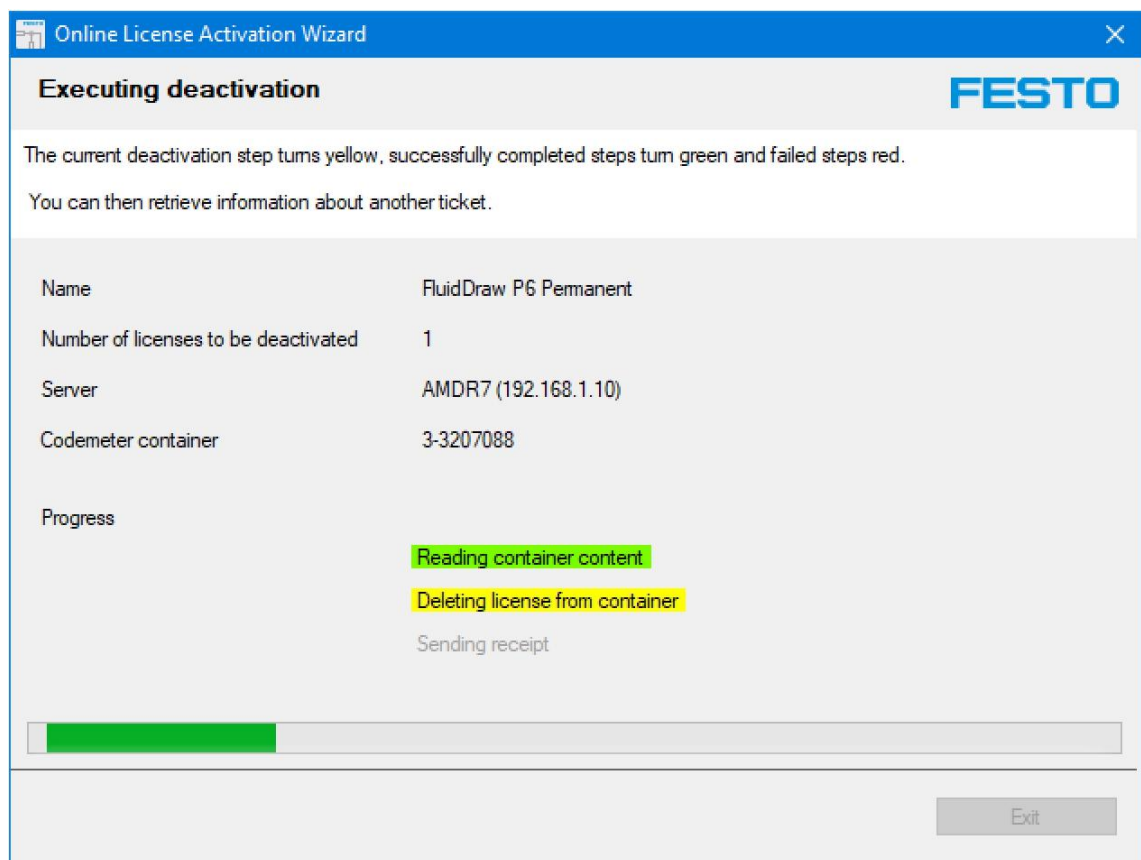 Online License Activation Wizard
Executing deactivation
FESTO
The current deactivation step turns yellow, successfully completed steps turn green and failed steps red.
You can then retrieve information about another ticket.
Name FluidDraw P6 Permanent
Number of licenses to be deactivated 1
Server AMDR7 (192.168.1.10)
Codemeter container 3-3207088
Progress
Reading container content
Deleting license from container
Sending receipt
Exit